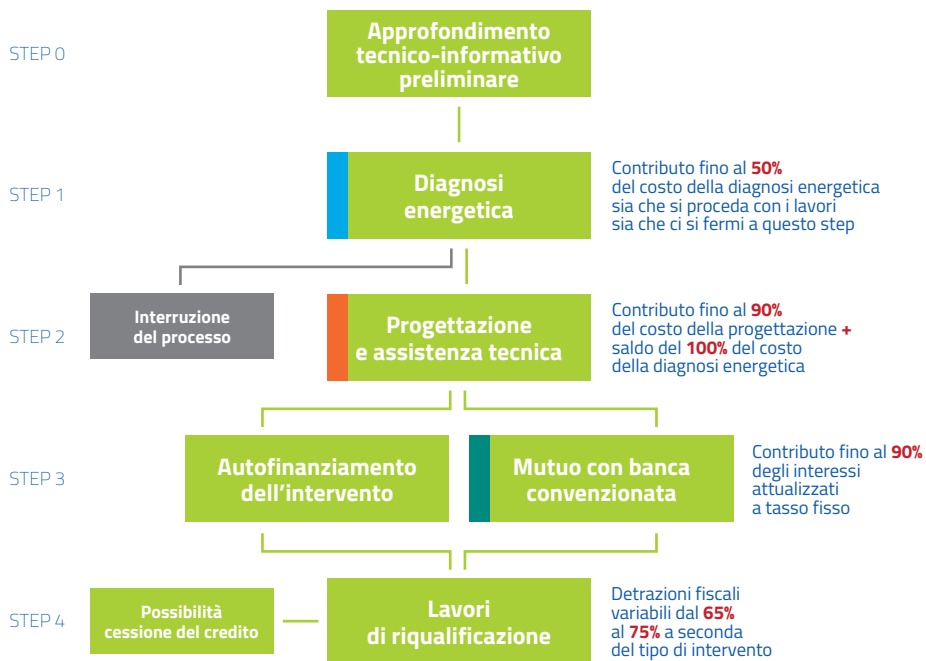 STEP 0
Approfondimento
tecnico-informativo
preliminare
STEP 1
Diagnosi
energetica
Contributo fino al 50%
del costo della diagnosi energetica
sia che si proceda con i lavori
sia che ci si fermi a questo step
STEP 2
Interruzione
del processo
Progettazione
e assistenza tecnica
Contributo fino al 90%
del costo della progettazione +
saldo del 100% del costo
della diagnosi energetica
STEP 3
Autofinanziamento
dell'intervento
Mutuo con banca
convenzionata
Contributo fino al 90%
degli interessi
attualizzati
a tasso fisso
STEP 4
Possibilità
cessione del credito
Lavori
di riqualificazione
Detrazioni fiscali
variabili dal 65%
al 75% a seconda
del tipo di intervento